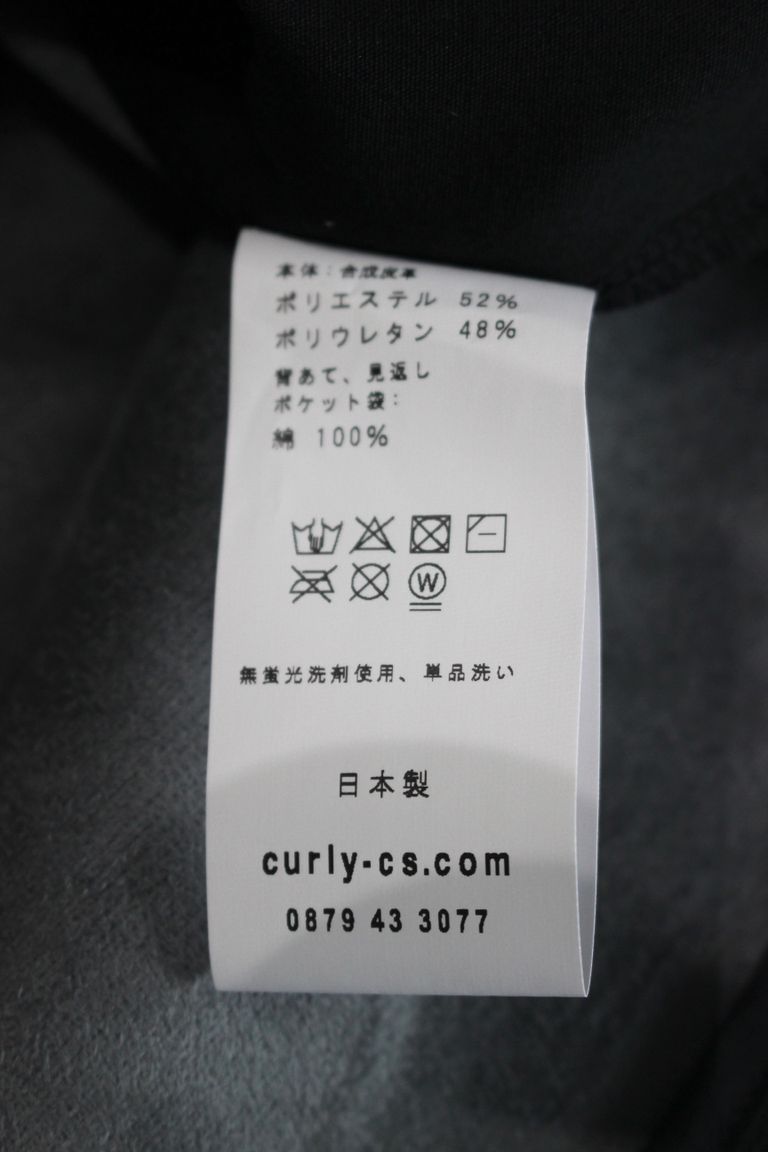 本体：合成皮革
ポリエステル 52%
ポリウレタン 48%
背あて、見返し
ポケット袋：
綿 100%
W
無蛍光洗剤使用、単品洗い
日本製
curly-cs.com
0879 43 3077